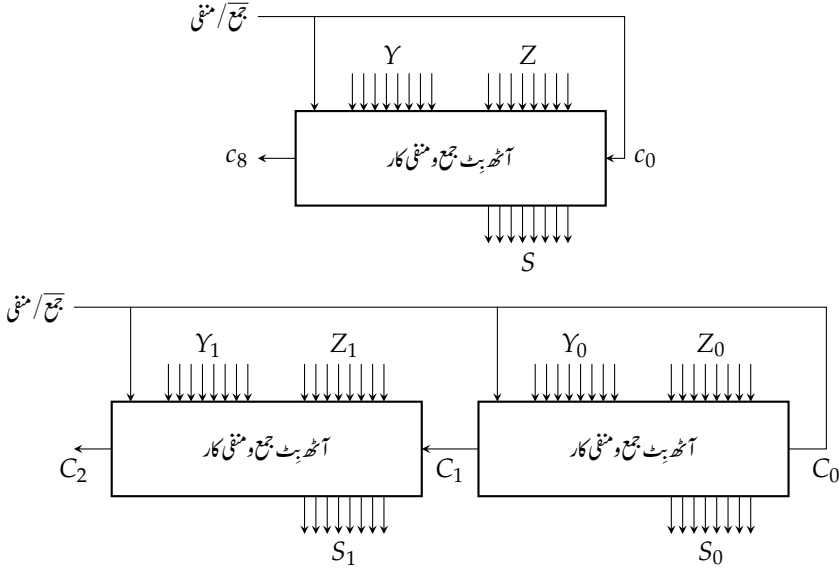 جمع̅/منفی
Y Z
c₈ آٹھ بِٹ جمع و منفی کار c₀
S
جمع̅/منفی
Y₁ Z₁ Y₀ Z₀
C₂ آٹھ بِٹ جمع و منفی کار C₁ آٹھ بِٹ جمع و منفی کار C₀
S₁ S₀